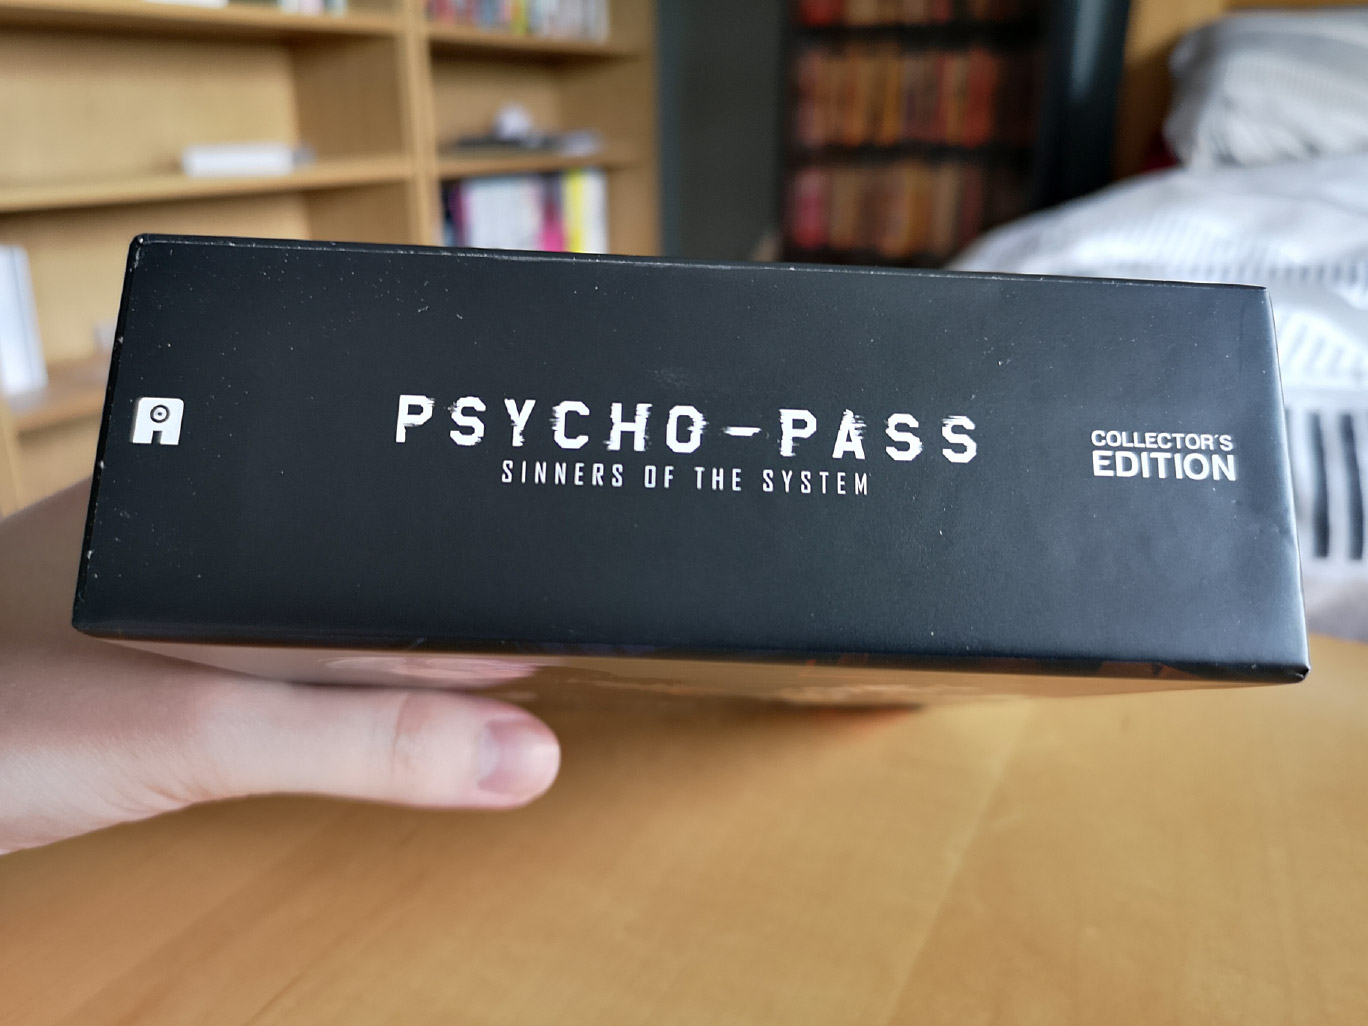 PSYCHO-PASS
SINNERS OF THE SYSTEM
COLLECTOR'S
EDITION